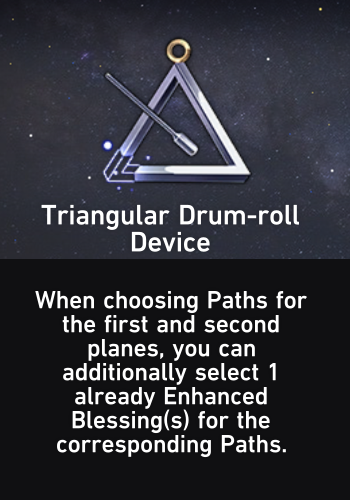 Triangular Drum-roll
Device
When choosing Paths for
the first and second
planes, you can
additionally select 1
already Enhanced
Blessing(s) for the
corresponding Paths.